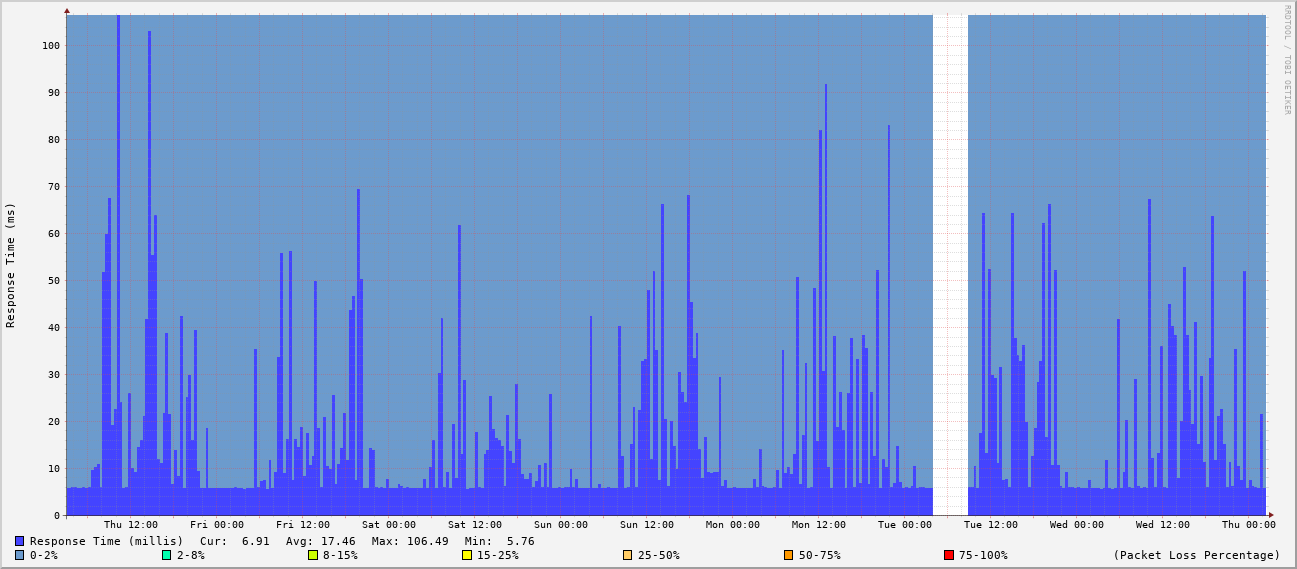 RRDTOOL / TOBI OETIKER
Response Time (ms)
100
90
80
70
60
50
40
30
20
10
0
Thu 12:00 Fri 00:00 Fri 12:00 Sat 00:00 Sat 12:00 Sun 00:00 Sun 12:00 Mon 00:00 Mon 12:00 Tue 00:00 Tue 12:00 Wed 00:00 Wed 12:00 Thu 00:00
Response Time (millis) Cur: 6.91 Avg: 17.46 Max: 106.49 Min: 5.76
0-2% 2-8% 8-15% 15-25% 25-50% 50-75% 75-100% (Packet Loss Percentage)